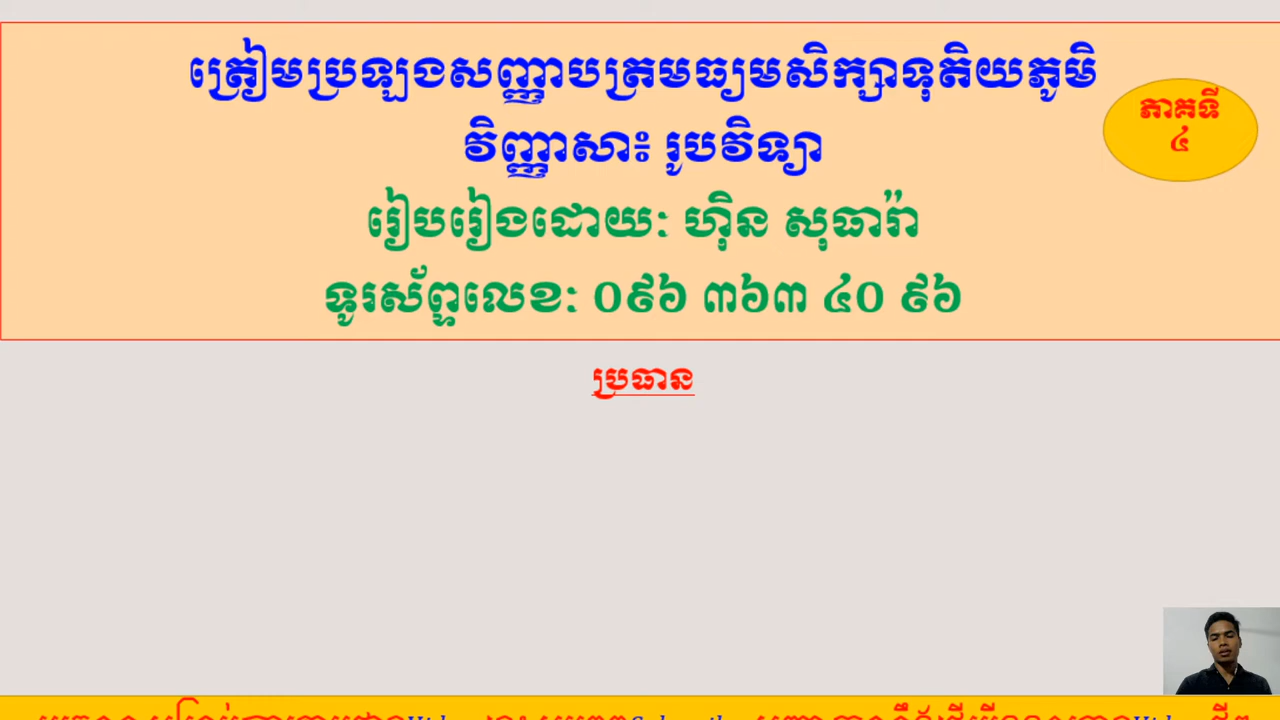 ត្រៀមប្រឡងសញ្ញាបត្រមធ្យមសិក្សាទុតិយភូមិ
វិញ្ញាសា៖ រូបវិទ្យា
ភាគទី
៤
រៀបរៀងដោយ: ហ៊ិន សុធារ៉ា
ទូរស័ព្ទលេខ: ០៩៦ ៣៦៣ ៤០ ៩៦
ប្រធាន